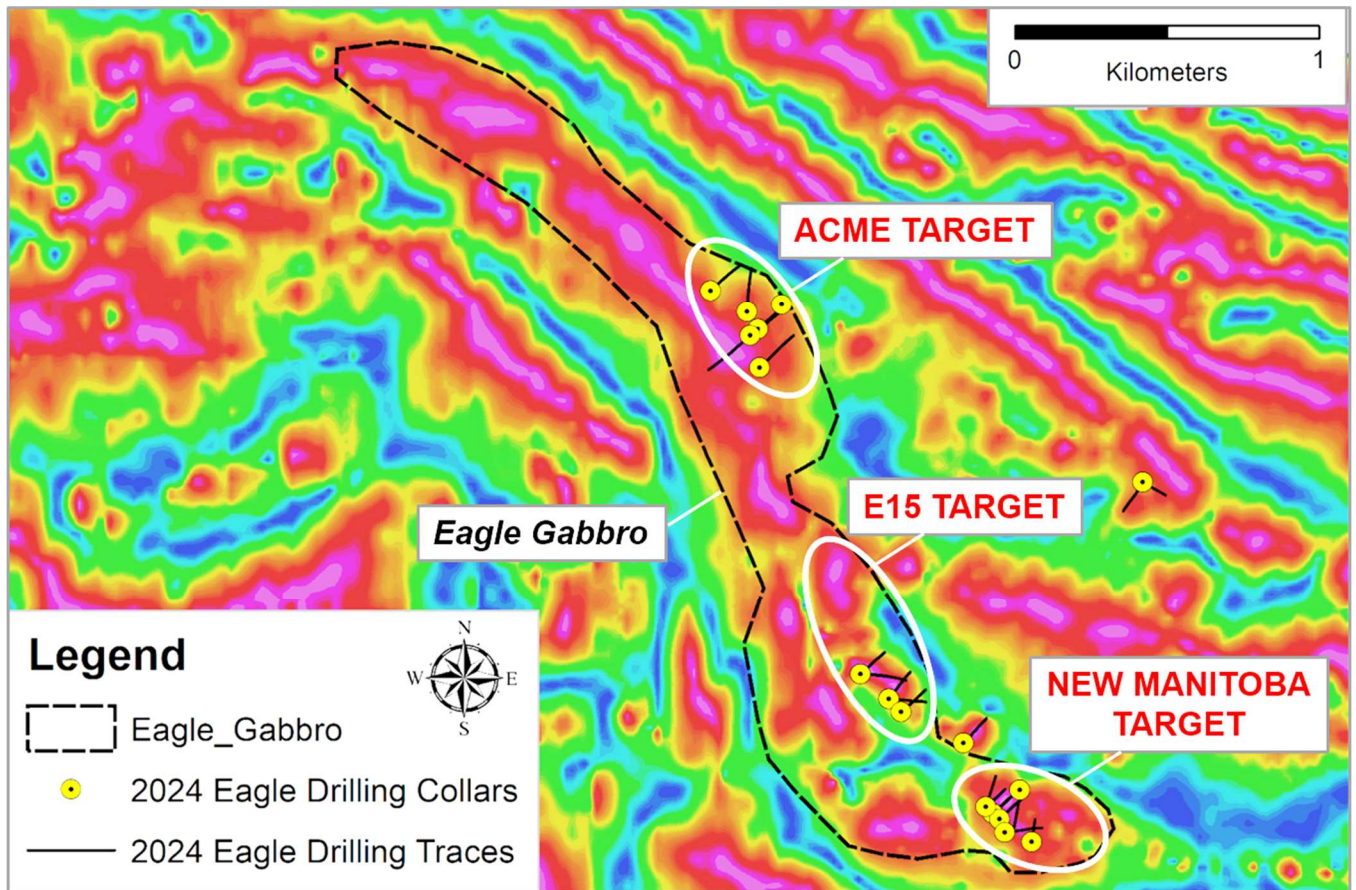 0 1
Kilometers
ACME TARGET
E15 TARGET
Eagle Gabbro
NEW MANITOBA
TARGET
Legend
N
W E
S
Eagle_Gabbro
2024 Eagle Drilling Collars
2024 Eagle Drilling Traces